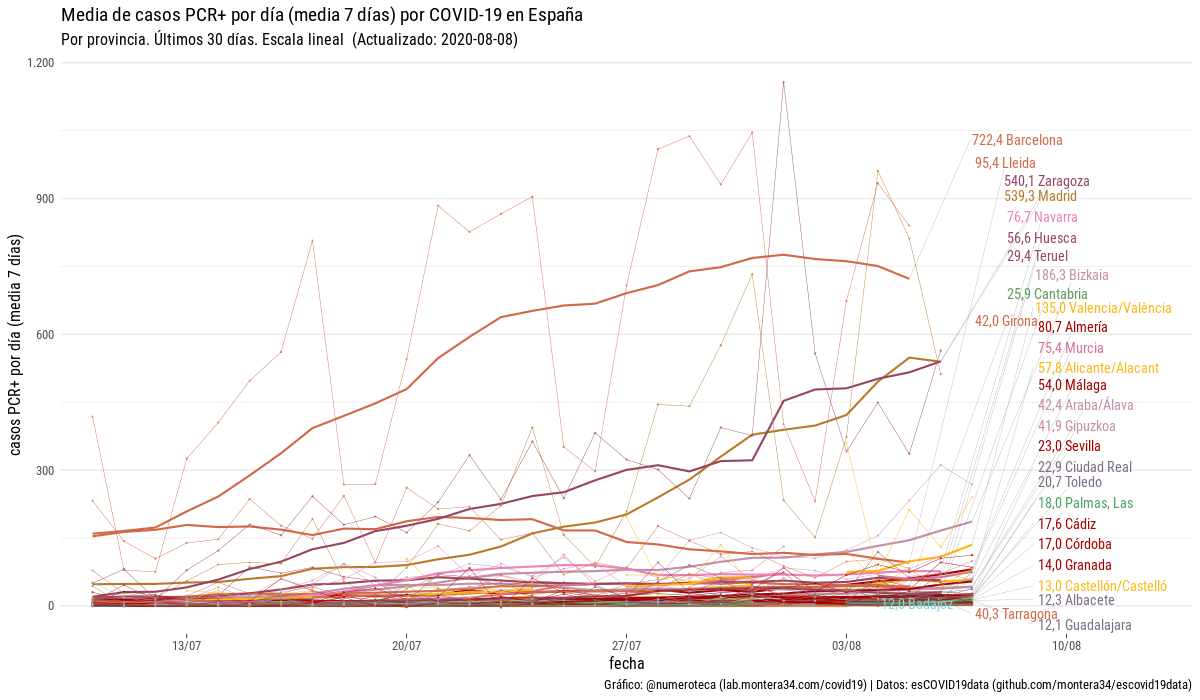 Media de casos PCR+ por día (media 7 días) por COVID-19 en España
Por provincia. Últimos 30 días. Escala lineal  (Actualizado: 2020-08-08)
casos PCR+ por día (media 7 días)
1.200
900
600
300
0
722,4 Barcelona
95,4 Lleida
540,1 Zaragoza
539,3 Madrid
76,7 Navarra
56,6 Huesca
29,4 Teruel
186,3 Bizkaia
25,9 Cantabria
135,0 Valencia/València
42,0 Girona
80,7 Almería
75,4 Murcia
57,8 Alicante/Alacant
54,0 Málaga
42,4 Araba/Álava
41,9 Gipuzkoa
23,0 Sevilla
22,9 Ciudad Real
20,7 Toledo
18,0 Palmas, Las
17,6 Cádiz
17,0 Córdoba
14,0 Granada
13,0 Castellón/Castelló
12,3 Albacete
12,0 Badajoz
40,3 Tarragona
12,1 Guadalajara
13/07
20/07
27/07
03/08
10/08
fecha
Gráfico: @numeroteca (lab.montera34.com/covid19) | Datos: esCOVID19data (github.com/montera34/escovid19data)